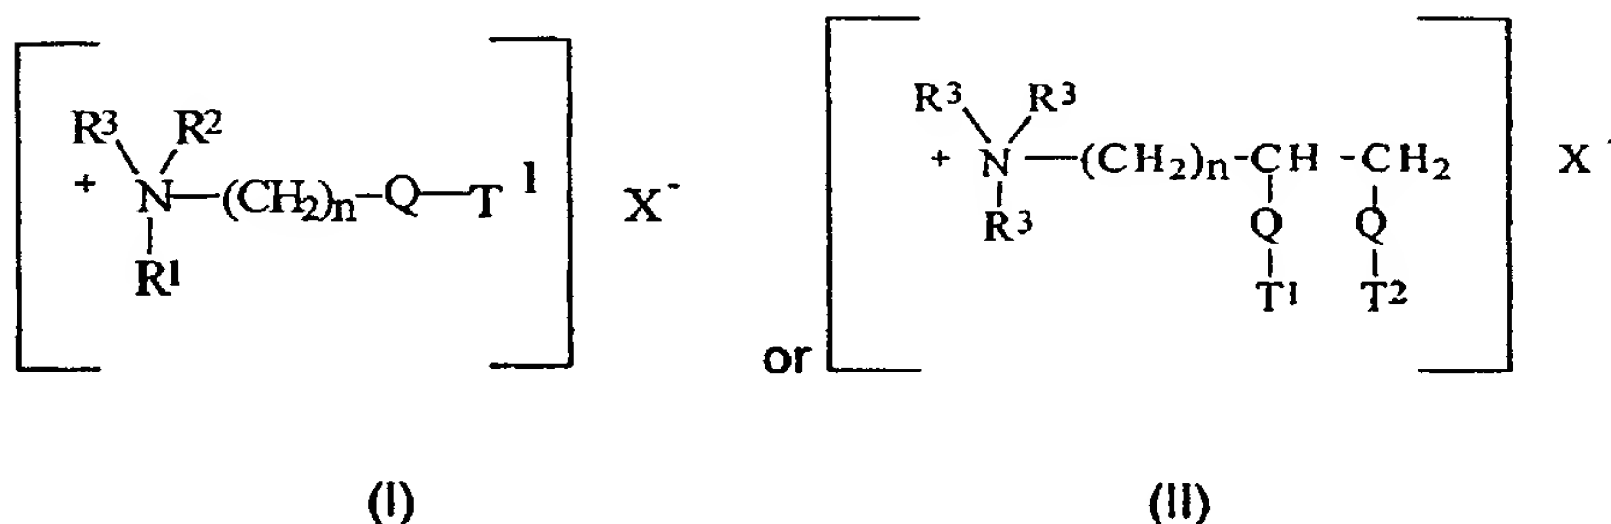 R³ R² R³ R³
+ N—(CH₂)n—Q—T¹ X⁻ + N—(CH₂)n-CH-CH₂ X⁻
R¹ R³ Q Q
T¹ T²
or
(I) (II)